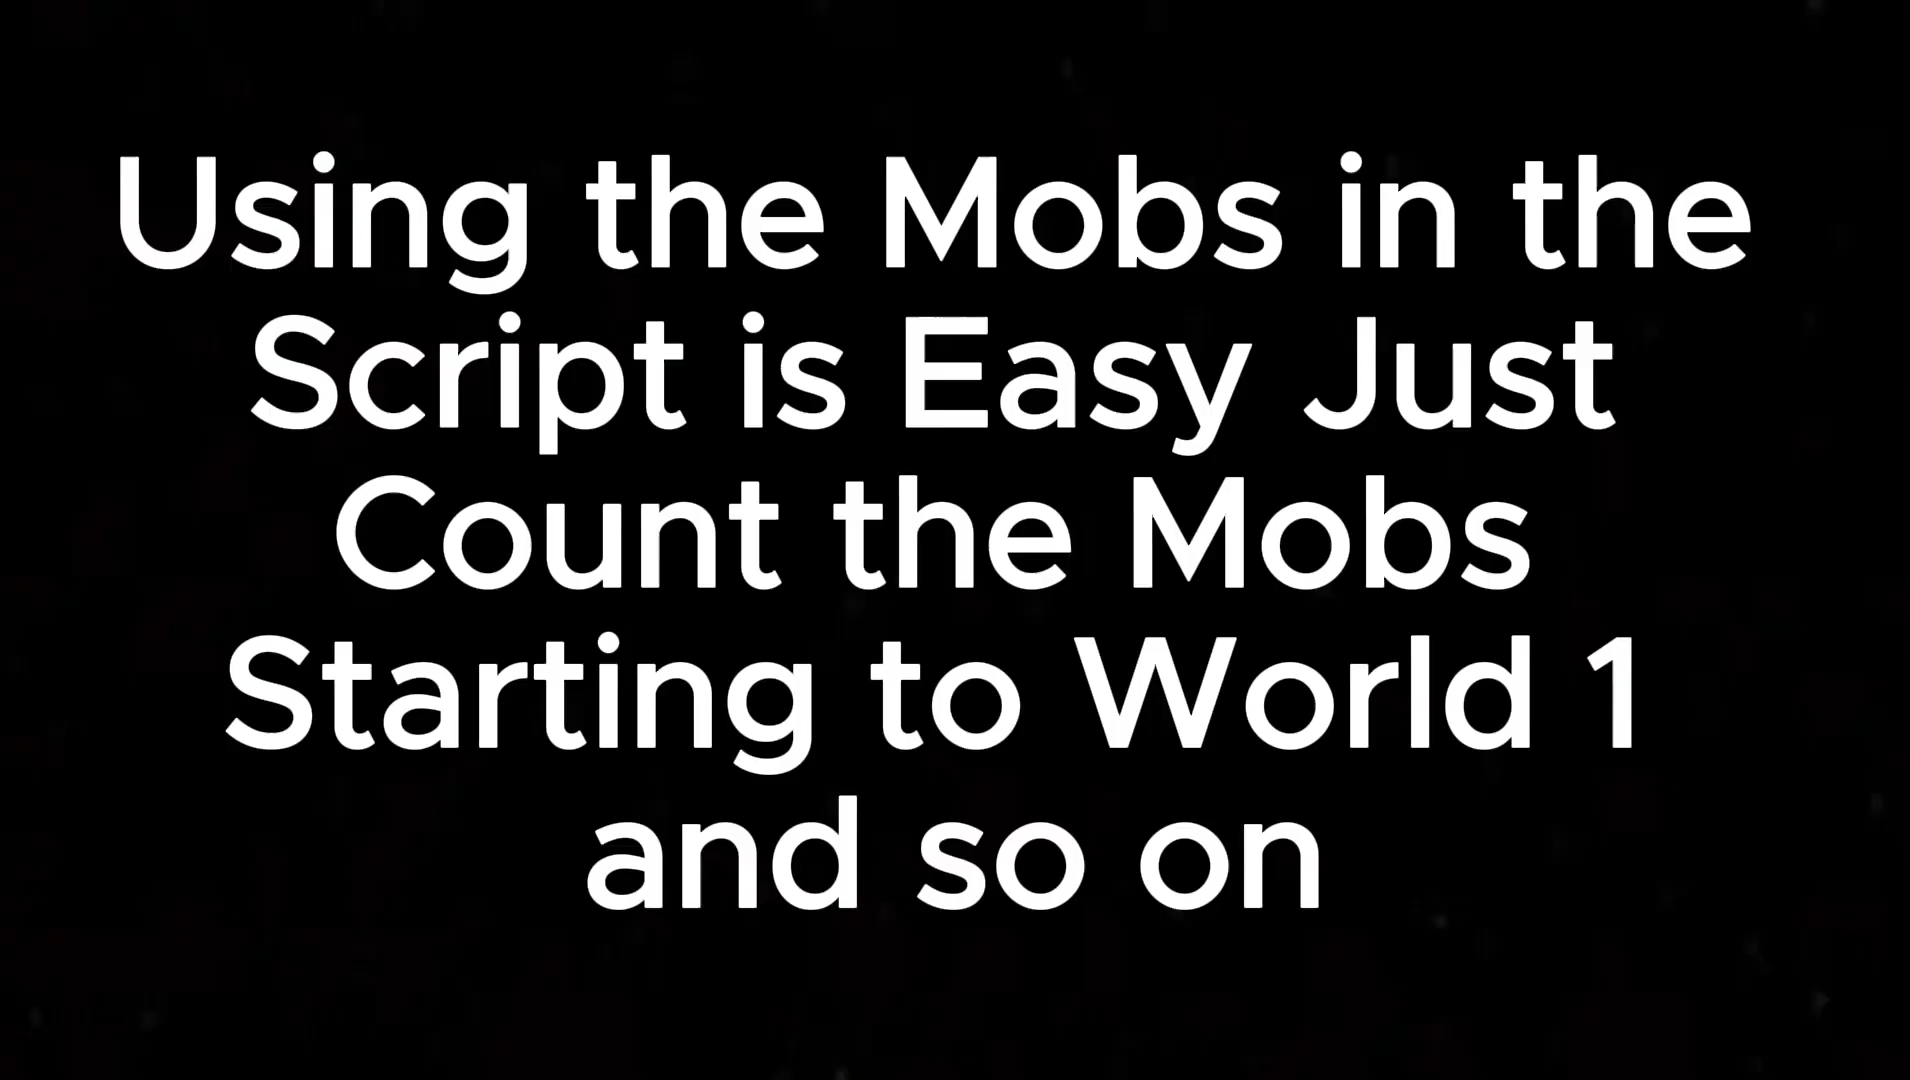 Using the Mobs in the
Script is Easy Just
Count the Mobs
Starting to World 1
and so on